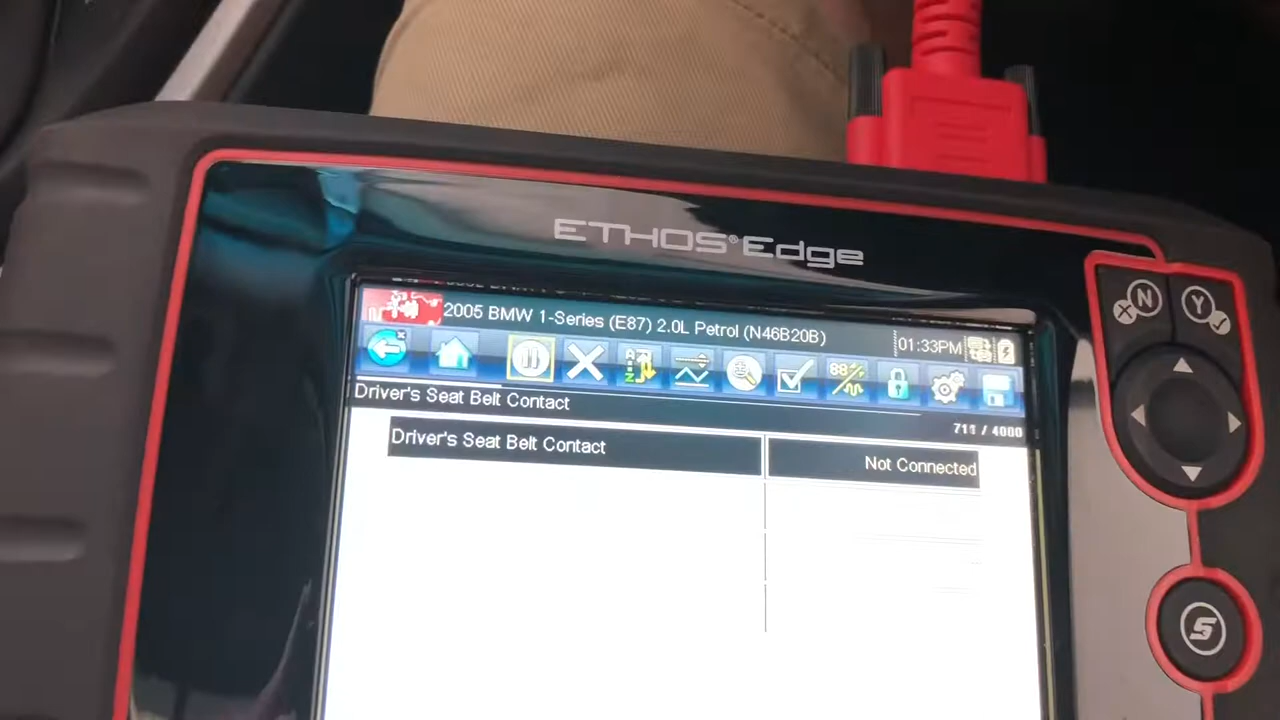 ETHOS® Edge
N
Y
2005 BMW 1-Series (E87) 2.0L Petrol (N46B20B)
01:33PM
Driver's Seat Belt Contact
711 / 4000
Driver's Seat Belt Contact
Not Connected
S